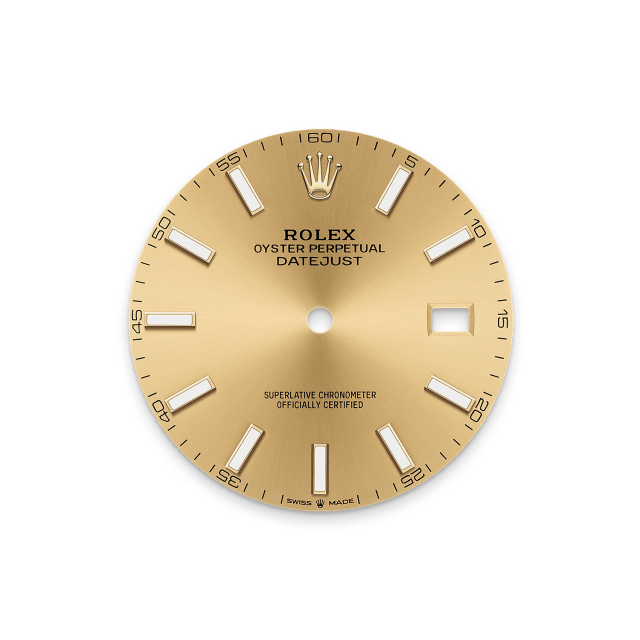 60
5
10
15
20
25
35
40
45
50
55
ROLEX
OYSTER PERPETUAL
DATEJUST
SUPERLATIVE CHRONOMETER
OFFICIALLY CERTIFIED
SWISS MADE